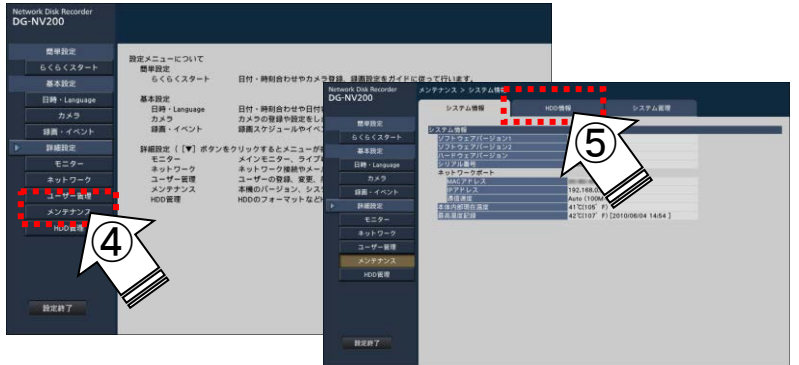 Network Disk Recorder
DG-NV200
簡単設定
らくらくスタート
基本設定
日時・Language
カメラ
録画・イベント
詳細設定
モニター
ネットワーク
ユーザー管理
メンテナンス
HDD管理
設定終了
設定メニューについて
簡単設定
らくらくスタート 日付・時刻合わせやカメラ登録、録画設定をガイドに従って行います。
基本設定
日時・Language 日付・時刻合わせや日付
カメラ カメラの登録や設定をし
録画・イベント 録画スケジュールやイベ
詳細設定（［▼］ボタンをクリックするとメニューが
モニター メインモニター、ライブ
ネットワーク ネットワーク接続やメー
ユーザー管理 ユーザーの登録、変更、
メンテナンス 本機のバージョン、シス
HDD管理 HDDのフォーマットなど
④
Network Disk Recorder
DG-NV200
簡単設定
らくらくスタート
基本設定
日時・Language
カメラ
録画・イベント
詳細設定
モニター
ネットワーク
ユーザー管理
メンテナンス
HDD管理
設定終了
メンテナンス > システム情報
システム情報 HDD情報 システム管理
システム情報
ソフトウェアバージョン1
ソフトウェアバージョン2
ハードウェアバージョン
シリアル番号
ネットワークポート
MACアドレス
IPアドレス 192.168.0
通信速度 Auto (100M
本体内部現在温度 41℃(105゜F)
最高温度記録 42℃(107゜F) [2010/06/04 14:54 ]
⑤